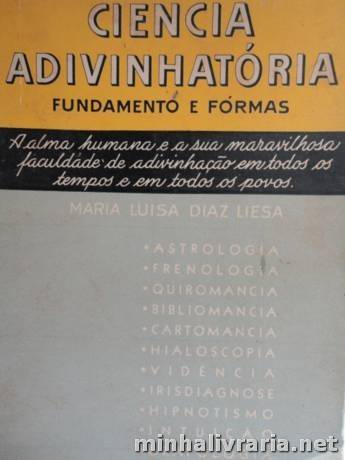 CIENCIA
ADIVINHATÓRIA
FUNDAMENTO E FÓRMAS
A alma humana e a sua maravilhosa
faculdade de adivinhação em todos os
tempos e em todos os povos.
MARIA LUISA DIAZ LIESA
• ASTROLOGIA
• FRENOLOGIA
• QUIROMANCIA
• BIBLIOMANCIA
• CARTOMANCIA
• HIALOSCOPIA
• VIDÊNCIA
• IRISDIAGNOSE
• HIPNOTISMO
• INTUIÇÃO
minhalivraria.net